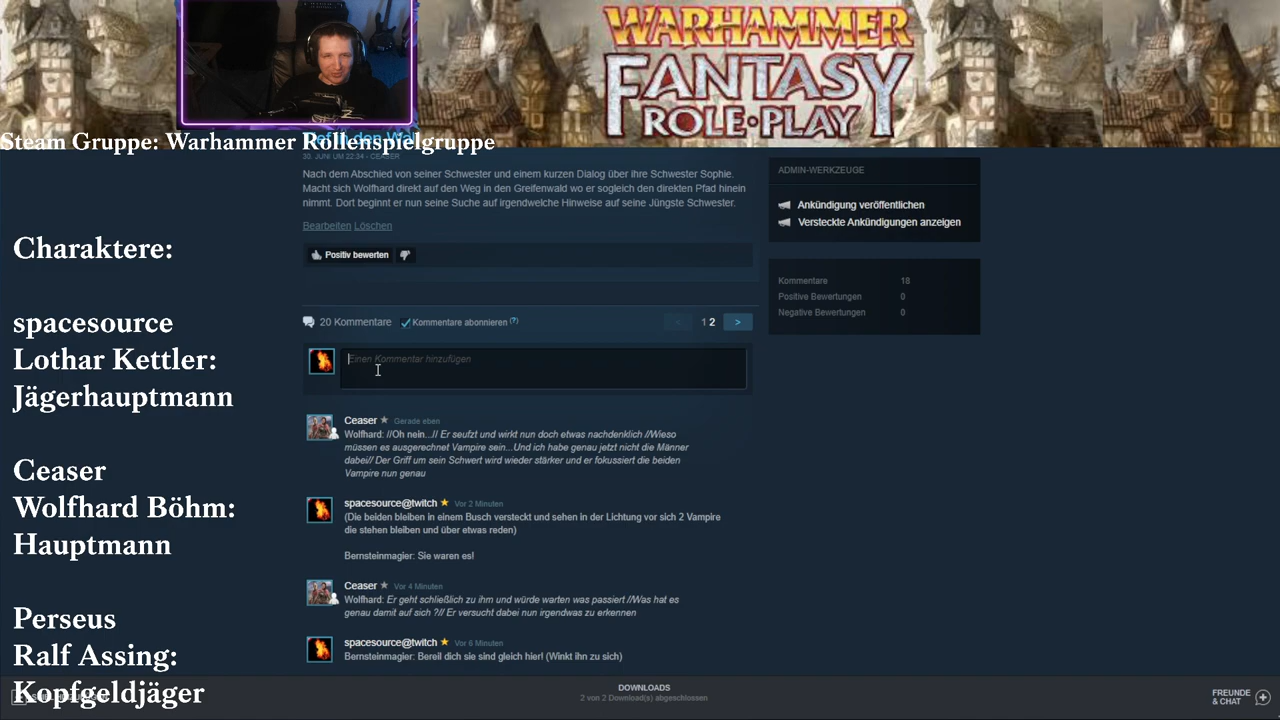 WARHAMMER
FANTASY
ROLE·PLAY
Steam Gruppe: Warhammer Rollenspielgruppe
30. JUNI UM 22:34 - CEASER
Nach dem Abschied von seiner Schwester und einem kurzen Dialog über ihre Schwester Sophie.
Macht sich Wolfhard direkt auf den Weg in den Greifenwald wo er sogleich den direkten Pfad hinein
nimmt. Dort beginnt er nun seine Suche auf irgendwelche Hinweise auf seine Jüngste Schwester.
Bearbeiten Löschen
Positiv bewerten
20 Kommentare
Kommentare abonnieren (?)
< 1 2 >
Einen Kommentar hinzufügen
Ceaser Gerade eben
Wolfhard: //Oh nein...// Er seufzt und wirkt nun doch etwas nachdenklich //Wieso
müssen es ausgerechnet Vampire sein...Und ich habe genau jetzt nicht die Männer
dabei// Der Griff um sein Schwert wird wieder stärker und er fokussiert die beiden
Vampire nun genau
spacesource@twitch Vor 2 Minuten
(Die beiden bleiben in einem Busch versteckt und sehen in der Lichtung vor sich 2 Vampire
die stehen bleiben und über etwas reden)
Bernsteinmagier: Sie waren es!
Ceaser Vor 4 Minuten
Wolfhard: Er geht schließlich zu ihm und würde warten was passiert //Was hat es
genau damit auf sich ?// Er versucht dabei nun irgendwas zu erkennen
spacesource@twitch Vor 6 Minuten
Bernsteinmagier: Bereil dich sie sind gleich hier! (Winkt ihn zu sich)
ADMIN-WERKZEUGE
Ankündigung veröffentlichen
Versteckte Ankündigungen anzeigen
Kommentare 18
Positive Bewertungen 0
Negative Bewertungen 0
Charaktere:
spacesource
Lothar Kettler:
Jägerhauptmann
Ceaser
Wolfhard Böhm:
Hauptmann
Perseus
Ralf Assing:
Kopfgeldjäger
DOWNLOADS
2 von 2 Download(s) abgeschlossen
FREUNDE
& CHAT